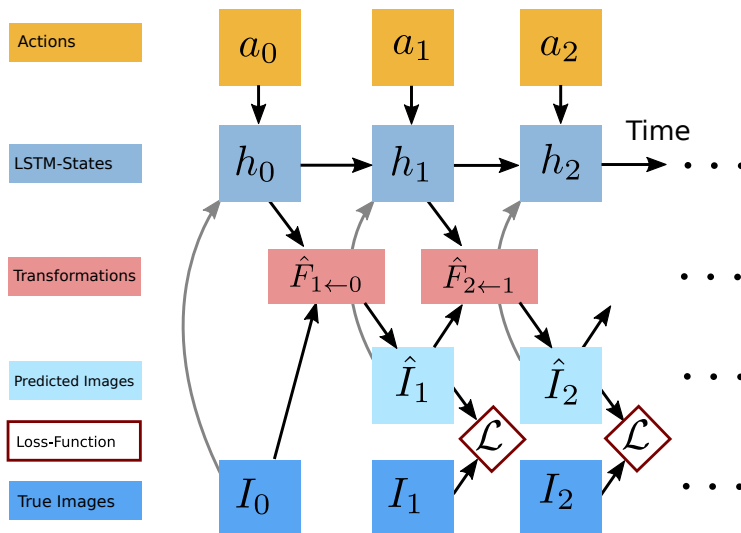 Actions a₀ a₁ a₂
Time
LSTM-States h₀ h₁ h₂ . . .
Transformations F̂₁←₀ F̂₂←₁ . . .
Predicted Images Î₁ Î₂ . . .
Loss-Function ℒ ℒ
True Images I₀ I₁ I₂ . . .